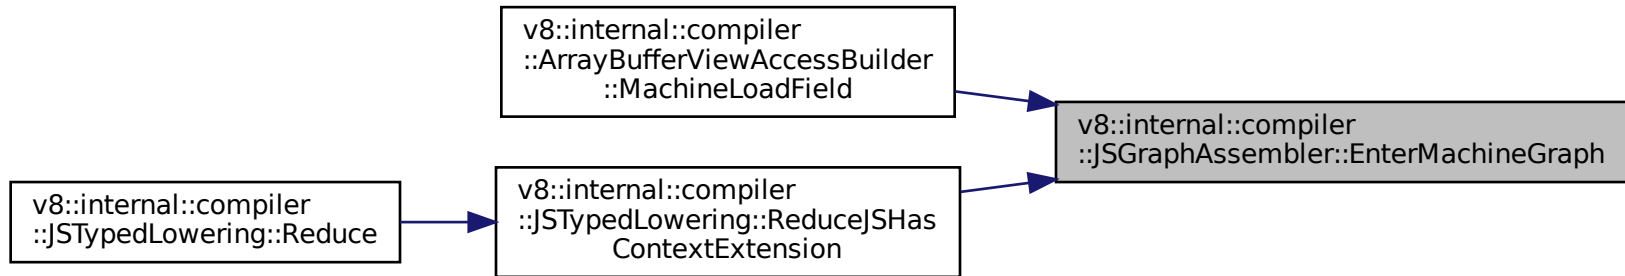 v8::internal::compiler
::ArrayBufferViewAccessBuilder
::MachineLoadField
v8::internal::compiler
::JSGraphAssembler::EnterMachineGraph
v8::internal::compiler
::JSTypedLowering::ReduceJSHas
ContextExtension
v8::internal::compiler
::JSTypedLowering::Reduce